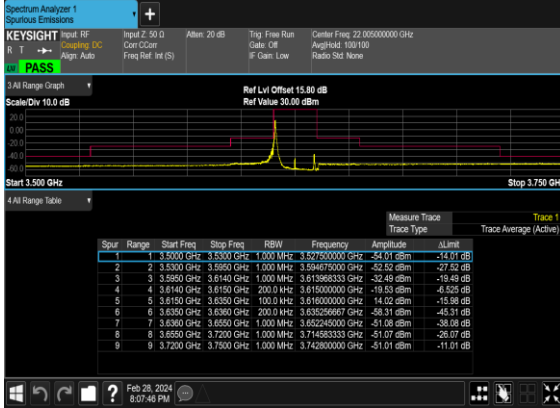 Spectrum Analyzer 1
Spurious Emissions
+
KEYSIGHT Input: RF Input Z: 50 Ω Atten: 20 dB Trig: Free Run Center Freq: 22.005000000 GHz
R T Coupling: DC Corr CCorr Gate: Off Avg|Hold: 100/100
Align: Auto Freq Ref: Int (S) IF Gain: Low Radio Std: None
PASS
3 All Range Graph
Ref Lvl Offset 15.80 dB
Scale/Div 10.0 dB Ref Value 30.00 dBm
20.0
0.00
-20.0
-40.0
-60.0
Start 3.500 GHz Stop 3.750 GH
4 All Range Table
Measure Trace Trace 1
Trace Type Trace Average (Active)
Spur Range Start Freq Stop Freq RBW Frequency Amplitude ΔLimit
1 1 3.5000 GHz 3.5300 GHz 1.000 MHz 3.527500000 GHz -54.01 dBm -14.01 dB
2 2 3.5300 GHz 3.5950 GHz 1.000 MHz 3.594675000 GHz -52.52 dBm -27.52 dB
3 3 3.5950 GHz 3.6140 GHz 1.000 MHz 3.613968333 GHz -32.49 dBm -19.49 dB
4 4 3.6140 GHz 3.6150 GHz 200.0 kHz 3.615000000 GHz -19.53 dBm -6.525 dB
5 5 3.6150 GHz 3.6350 GHz 100.0 kHz 3.616000000 GHz 14.02 dBm -15.98 dB
6 6 3.6350 GHz 3.6360 GHz 200.0 kHz 3.635256667 GHz -58.31 dBm -45.31 dB
7 7 3.6360 GHz 3.6550 GHz 1.000 MHz 3.652245000 GHz -51.08 dBm -38.08 dB
8 8 3.6550 GHz 3.7200 GHz 1.000 MHz 3.714583333 GHz -51.07 dBm -26.07 dB
9 9 3.7200 GHz 3.7500 GHz 1.000 MHz 3.742800000 GHz -51.01 dBm -11.01 dB
? Feb 28, 2024
8:07:46 PM